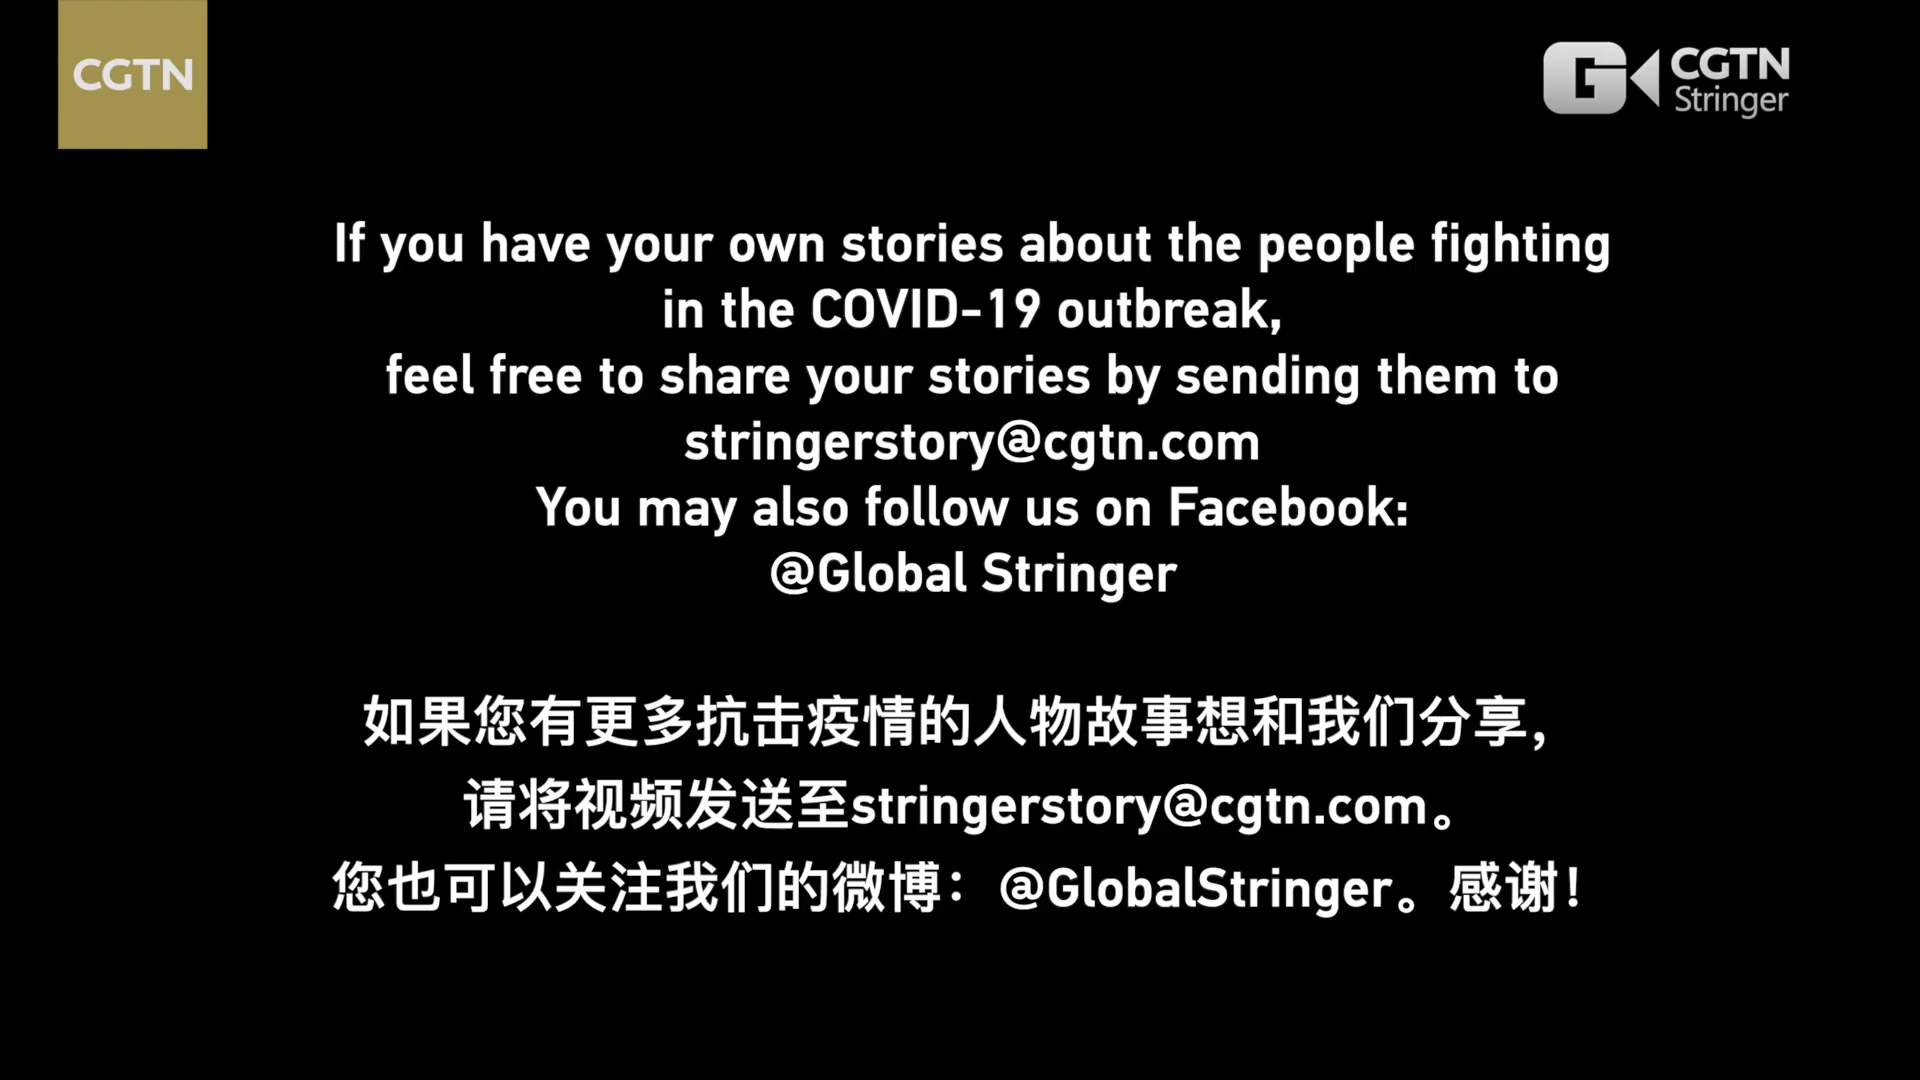 CGTN
G CGTN
Stringer
If you have your own stories about the people fighting
in the COVID-19 outbreak,
feel free to share your stories by sending them to
stringerstory@cgtn.com
You may also follow us on Facebook:
@Global Stringer
如果您有更多抗击疫情的人物故事想和我们分享，
请将视频发送至stringerstory@cgtn.com。
您也可以关注我们的微博：@GlobalStringer。感谢！